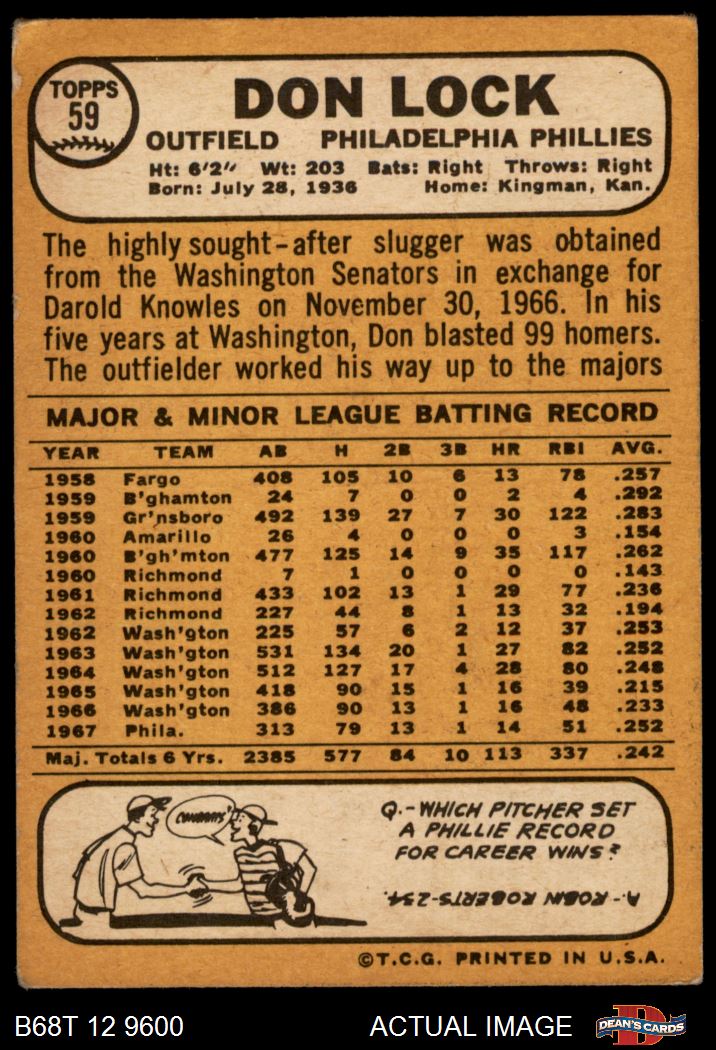 TOPPS
59
DON LOCK
OUTFIELD PHILADELPHIA PHILLIES
Ht: 6'2" Wt: 203 Bats: Right Throws: Right
Born: July 28, 1936 Home: Kingman, Kan.
The highly sought-after slugger was obtained
from the Washington Senators in exchange for
Darold Knowles on November 30, 1966. In his
five years at Washington, Don blasted 99 homers.
The outfielder worked his way up to the majors
MAJOR & MINOR LEAGUE BATTING RECORD
YEAR TEAM AB H 2B 3B HR RBI AVG.
1958 Fargo 408 105 10 6 13 78 .257
1959 B'ghamton 24 7 0 0 2 4 .292
1959 Gr'nsboro 492 139 27 7 30 122 .283
1960 Amarillo 26 4 0 0 0 3 .154
1960 B'gh'mton 477 125 14 9 35 117 .262
1960 Richmond 7 1 0 0 0 0 .143
1961 Richmond 433 102 13 1 29 77 .236
1962 Richmond 227 44 8 1 13 32 .194
1962 Wash'gton 225 57 6 2 12 37 .253
1963 Wash'gton 531 134 20 1 27 82 .252
1964 Wash'gton 512 127 17 4 28 80 .248
1965 Wash'gton 418 90 15 1 16 39 .215
1966 Wash'gton 386 90 13 1 16 48 .233
1967 Phila. 313 79 13 1 14 51 .252
Maj. Totals 6 Yrs. 2385 577 84 10 113 337 .242
CONGRATS!
Q.-WHICH PITCHER SET
A PHILLIE RECORD
FOR CAREER WINS?
A-ROBIN ROBERTS-234.
©T.C.G. PRINTED IN U.S.A.
B68T 12 9600 ACTUAL IMAGE
D
DEAN'S CARDS